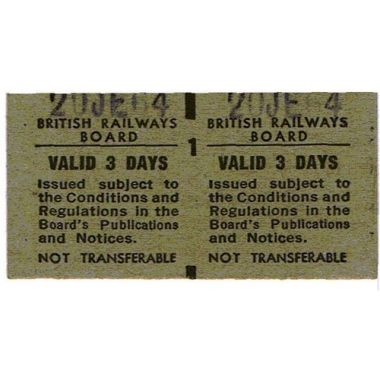 20JE64 20JE64
BRITISH RAILWAYS BRITISH RAILWAYS
BOARD BOARD
1
VALID 3 DAYS VALID 3 DAYS
Issued subject to Issued subject to
the Conditions and the Conditions and
Regulations in the Regulations in the
Board's Publications Board's Publications
and Notices. and Notices.
NOT TRANSFERABLE NOT TRANSFERABLE